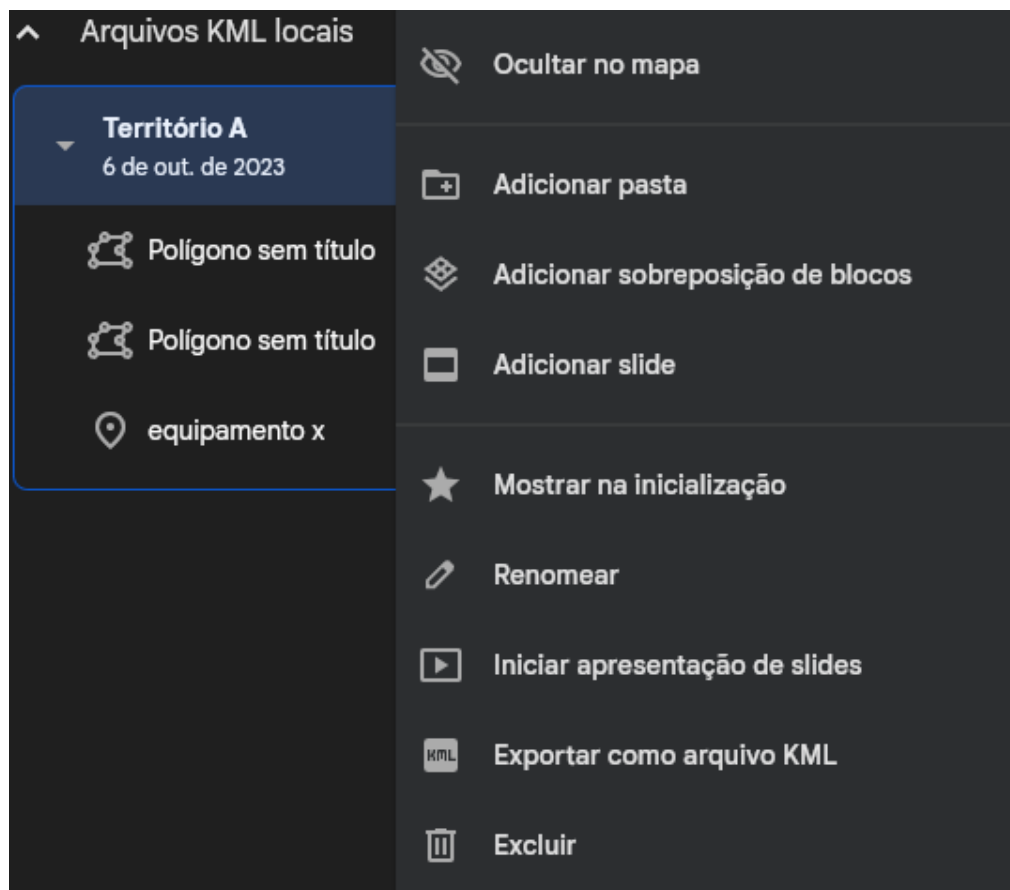 Arquivos KML locais
Território A
6 de out. de 2023
Polígono sem título
Polígono sem título
equipamento x
Ocultar no mapa
Adicionar pasta
Adicionar sobreposição de blocos
Adicionar slide
Mostrar na inicialização
Renomear
Iniciar apresentação de slides
KML
Exportar como arquivo KML
Excluir